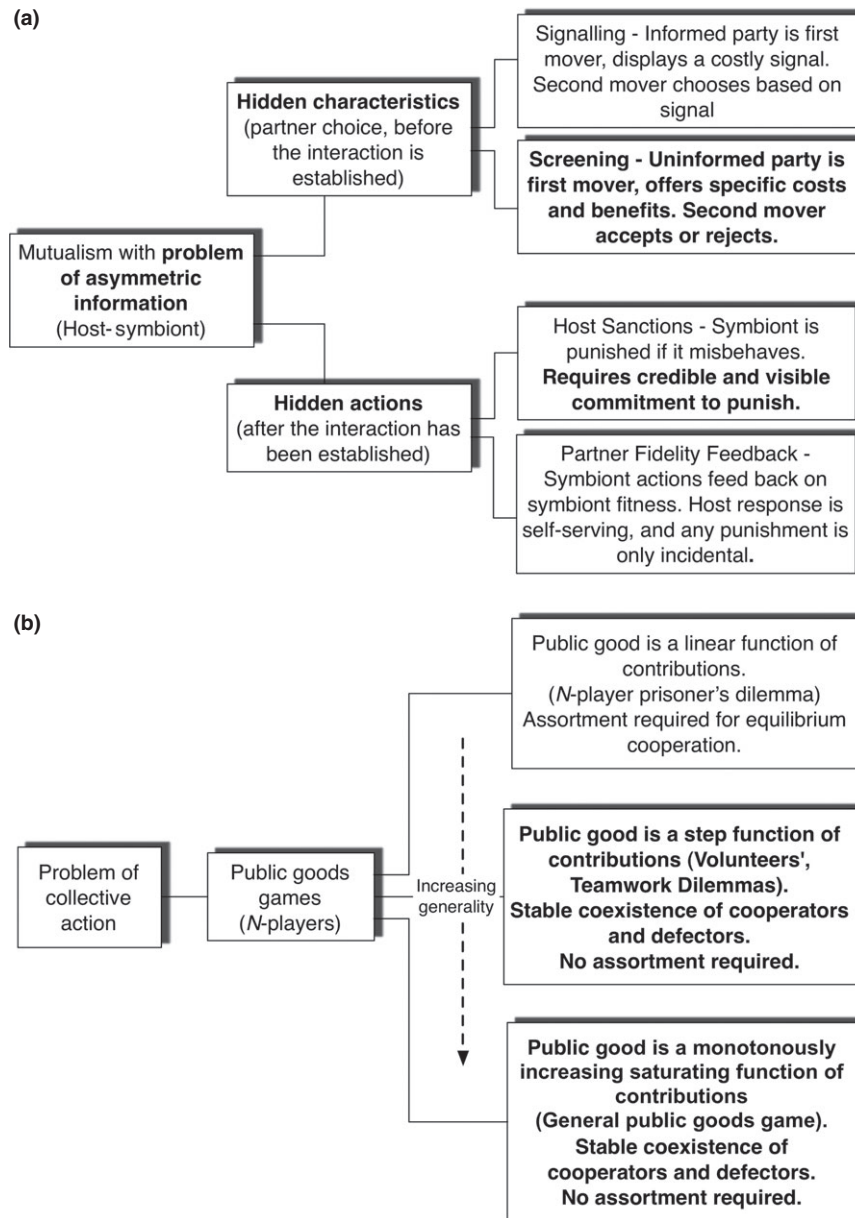 (a)
Signalling - Informed party is first
mover, displays a costly signal.
Second mover chooses based on
signal
Hidden characteristics
(partner choice, before
the interaction is
established)
Screening - Uninformed party is
first mover, offers specific costs
and benefits. Second mover
accepts or rejects.
Mutualism with problem
of asymmetric
information
(Host-symbiont)
Host Sanctions - Symbiont is
punished if it misbehaves.
Requires credible and visible
commitment to punish.
Hidden actions
(after the interaction has
been established)
Partner Fidelity Feedback -
Symbiont actions feed back on
symbiont fitness. Host response is
self-serving, and any punishment is
only incidental.
(b)
Public good is a linear function of
contributions.
(N-player prisoner's dilemma)
Assortment required for equilibrium
cooperation.
Problem of
collective
action
Public goods
games
(N-players)
Increasing
generality
Public good is a step function of
contributions (Volunteers',
Teamwork Dilemmas).
Stable coexistence of cooperators
and defectors.
No assortment required.
Public good is a monotonously
increasing saturating function of
contributions
(General public goods game).
Stable coexistence of
cooperators and defectors.
No assortment required.